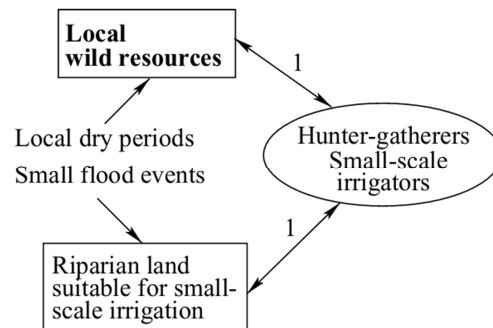 Local
wild resources
1
Local dry periods
Small flood events
Hunter-gatherers
Small-scale
irrigators
1
Riparian land
suitable for small-
scale irrigation